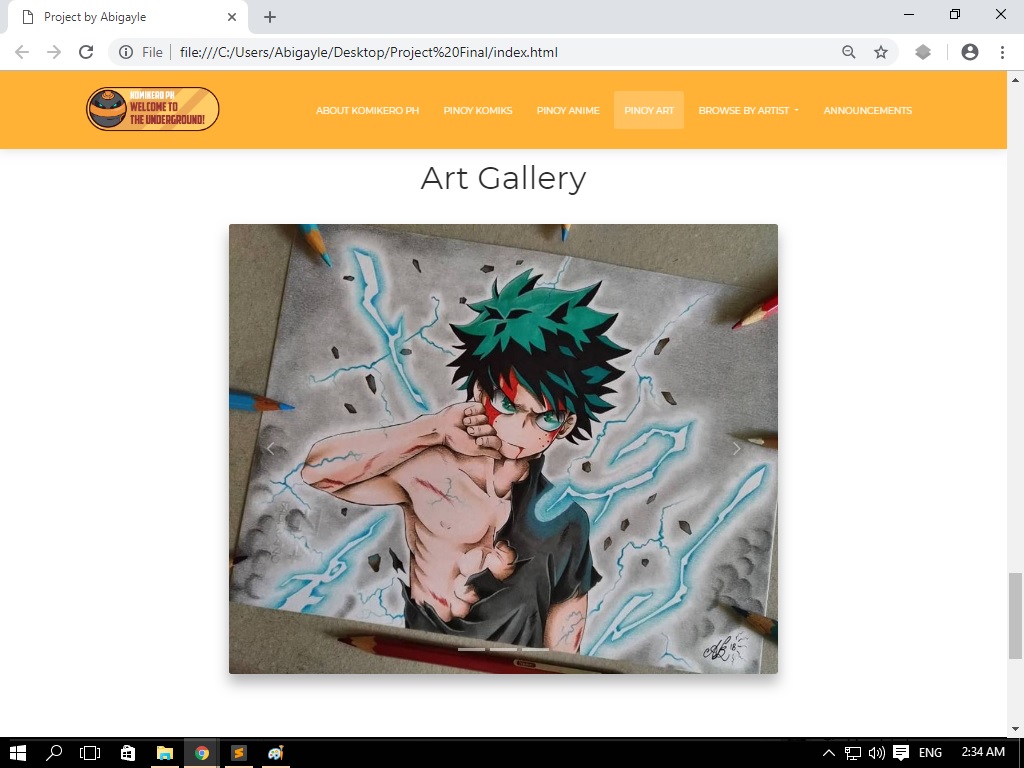 Project by Abigayle
File
file:///C:/Users/Abigayle/Desktop/Project%20Final/index.html
KOMIKERO PH
WELCOME TO
THE UNDERGROUND!
ABOUT KOMIKERO PH
PINOY KOMIKS
PINOY ANIME
PINOY ART
BROWSE BY ARTIST
ANNOUNCEMENTS
Art Gallery
ENG
2:34 AM